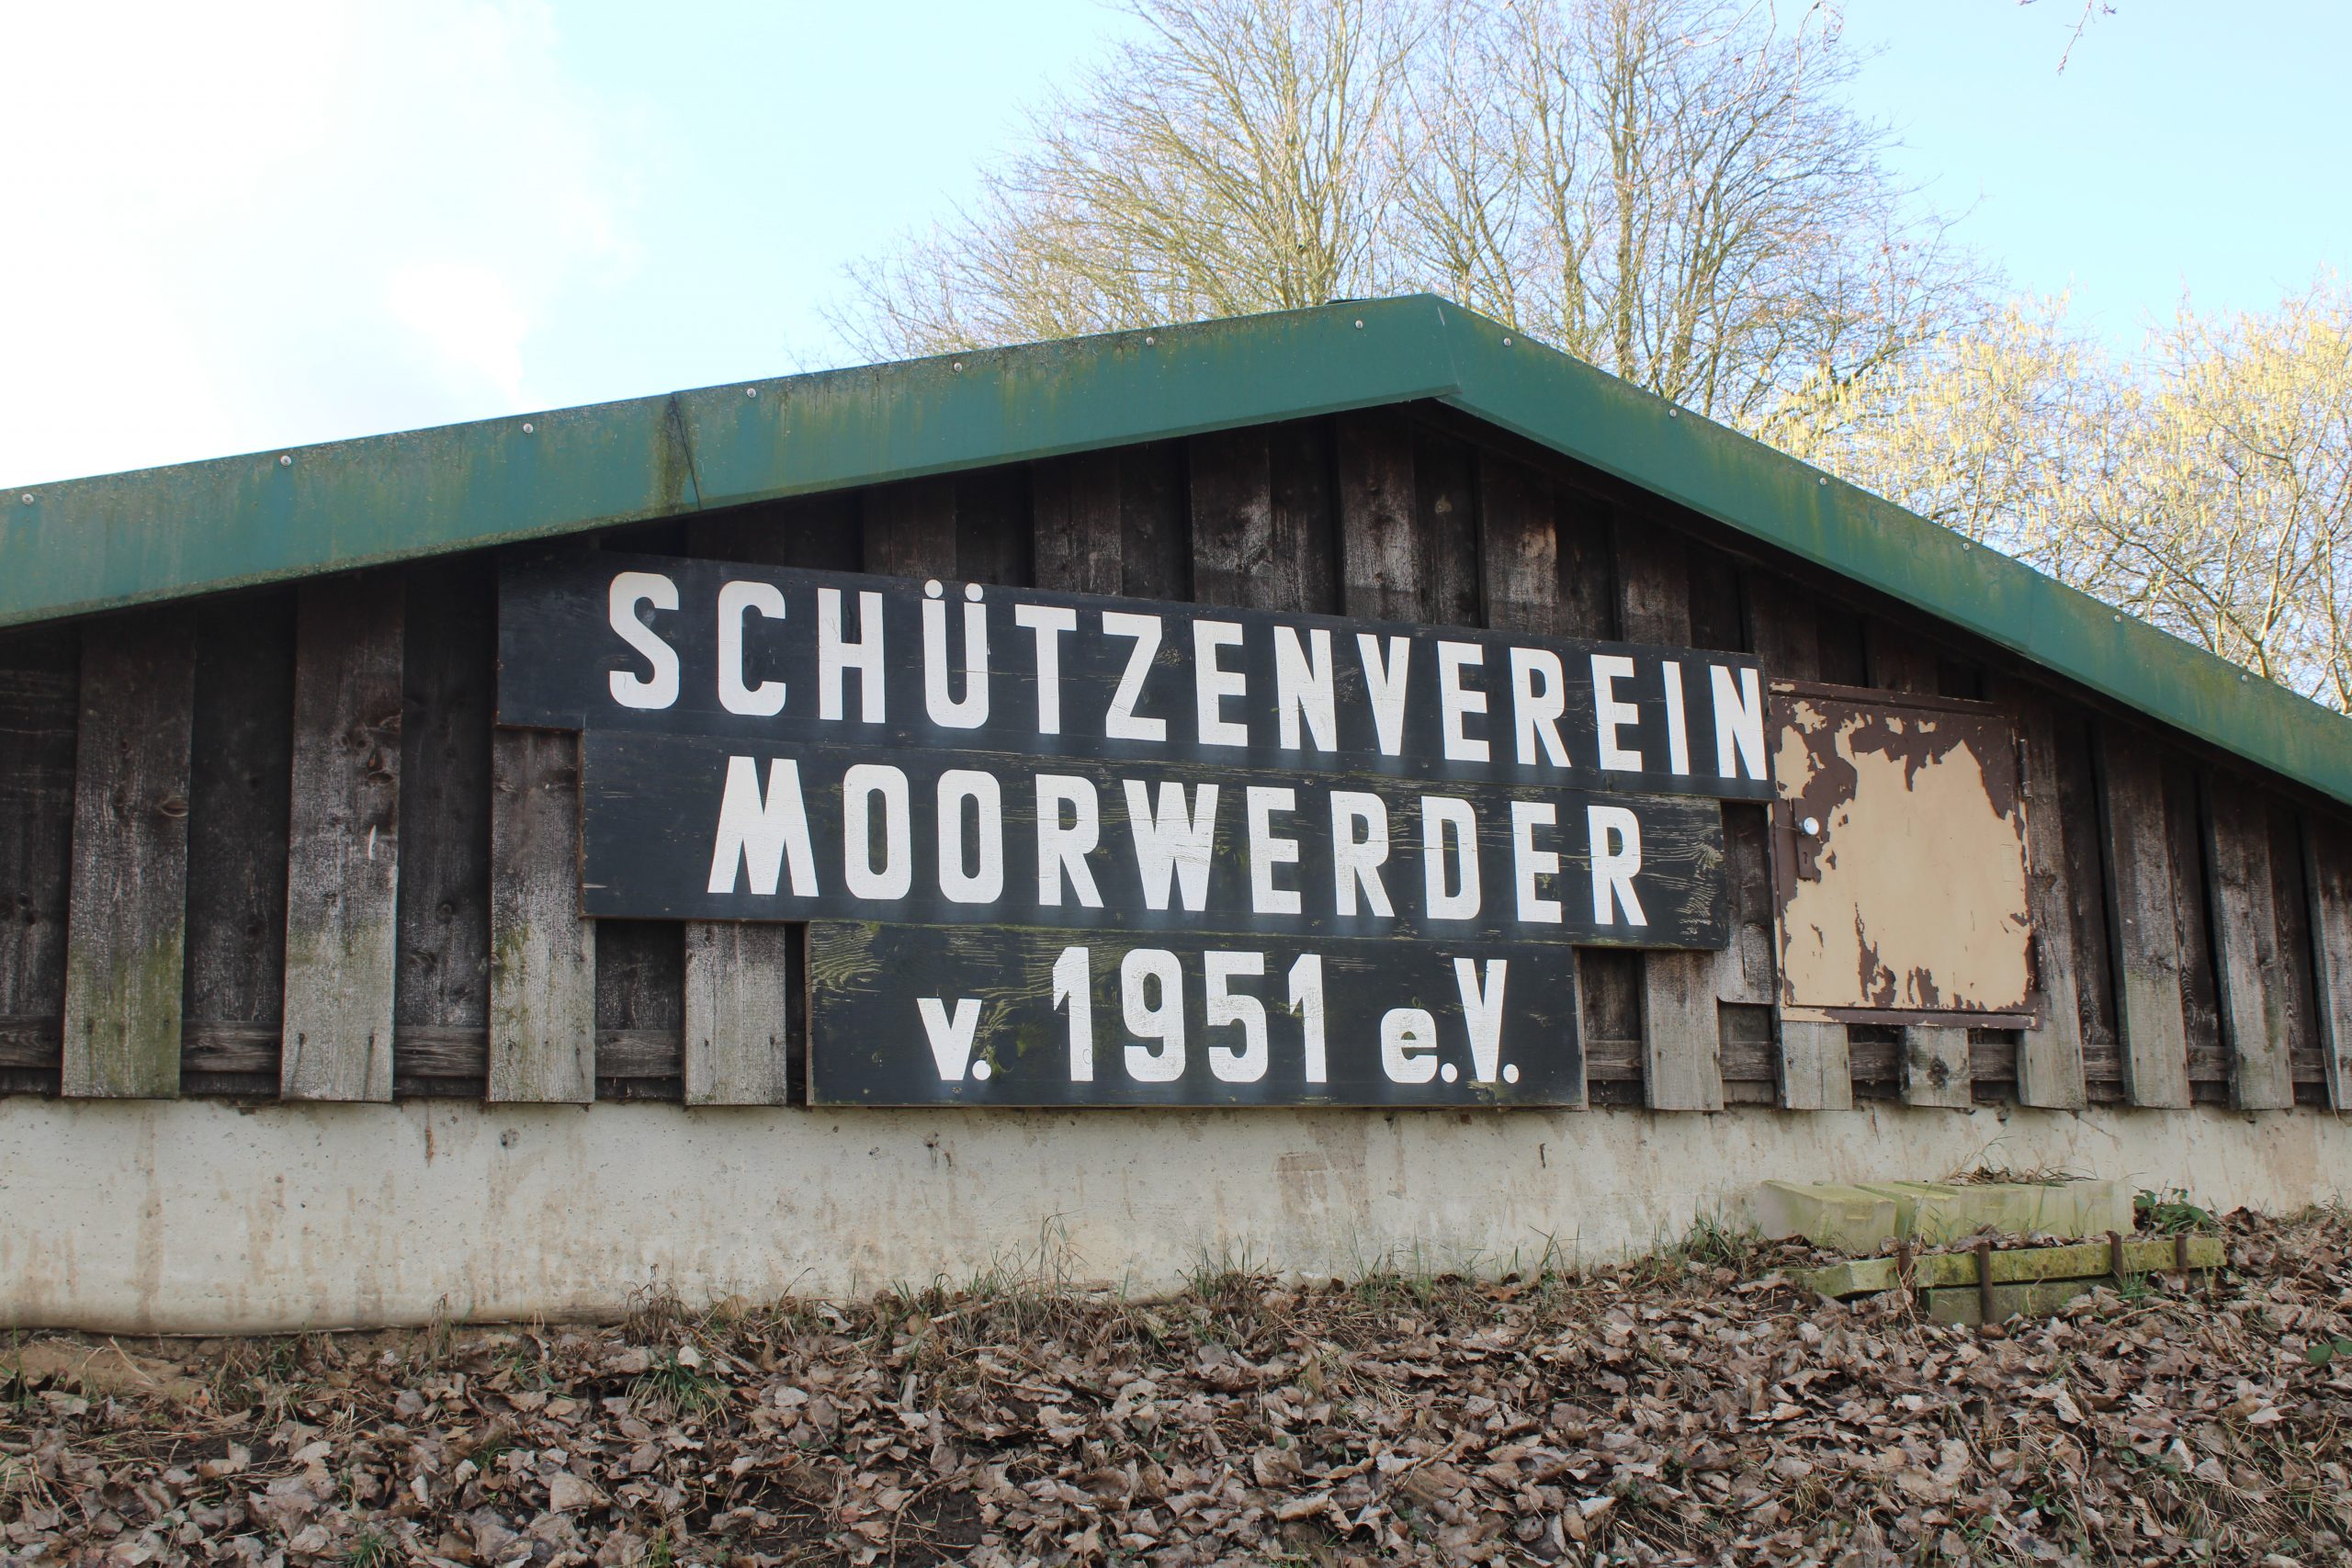 SCHÜTZENVEREIN
MOORWERDER
v. 1951 e.V.